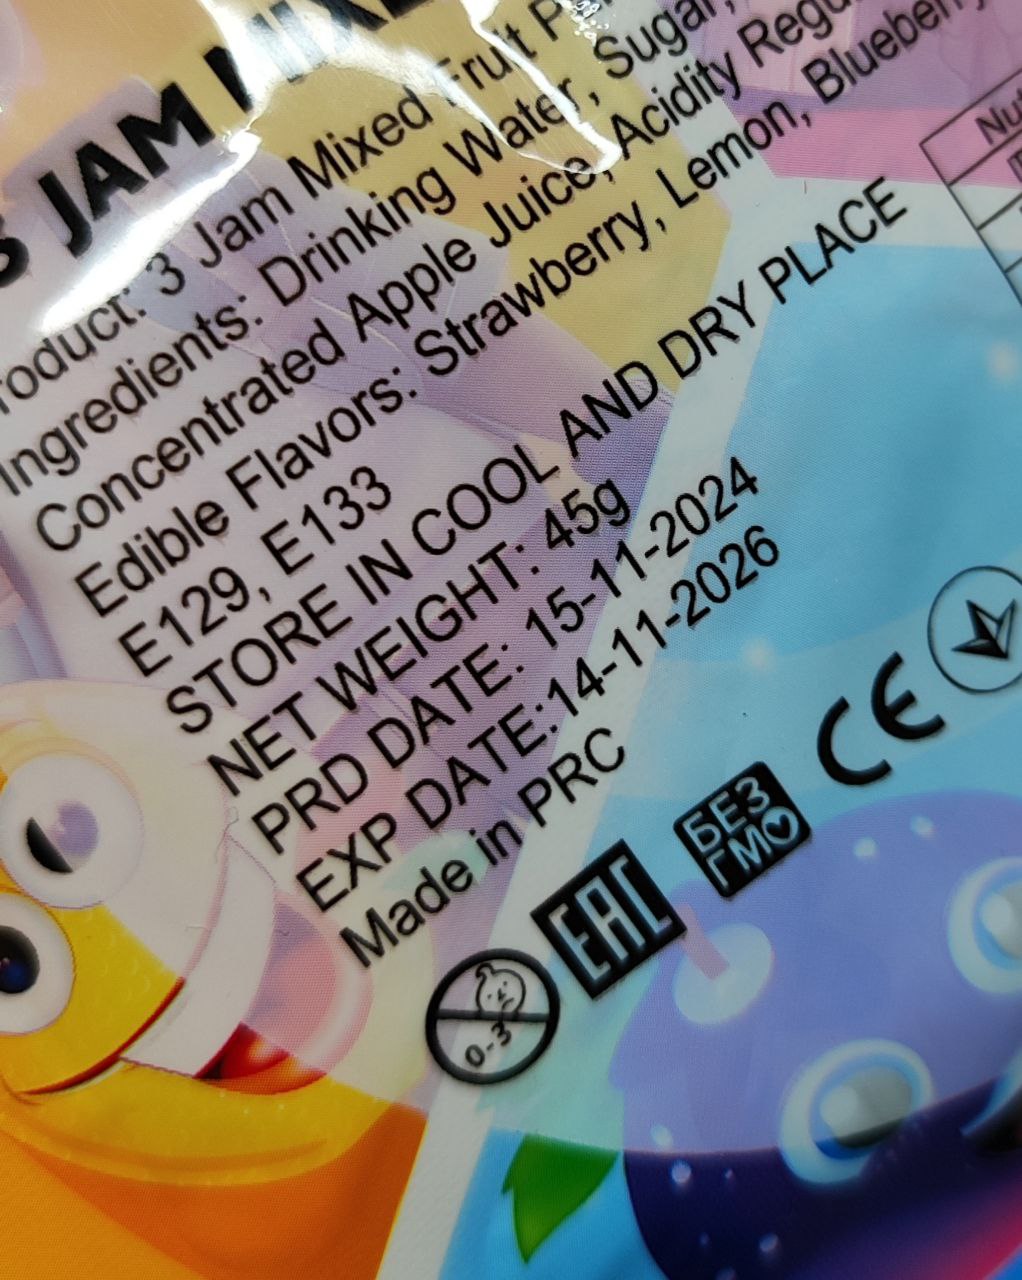 3 JAM MIXE
Product: 3 Jam Mixed Fruit P
Ingredients: Drinking Water, Sugar,
Concentrated Apple Juice, Acidity Regu
Edible Flavors: Strawberry, Lemon, Blueberry
E129, E133
STORE IN COOL AND DRY PLACE
NET WEIGHT: 45g
PRD DATE: 15-11-2024
EXP DATE:14-11-2026
Made in PRC
0-3
EAC
БЕЗ
ГМО
CE
Nut